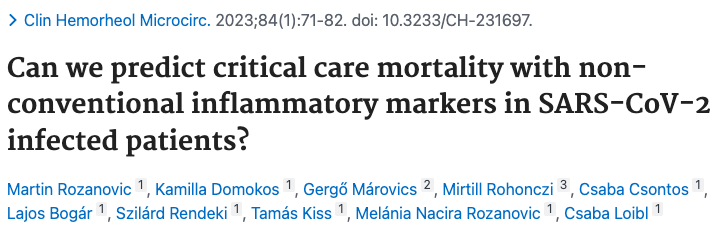 > Clin Hemorheol Microcirc. 2023;84(1):71-82. doi: 10.3233/CH-231697.
Can we predict critical care mortality with non-
conventional inflammatory markers in SARS-CoV-2
infected patients?
Martin Rozanovic 1, Kamilla Domokos 1, Gergő Márovics 2, Mirtill Rohonczi 3, Csaba Csontos 1,
Lajos Bogár 1, Szilárd Rendeki 1, Tamás Kiss 1, Melánia Nacira Rozanovic 1, Csaba Loibl 1